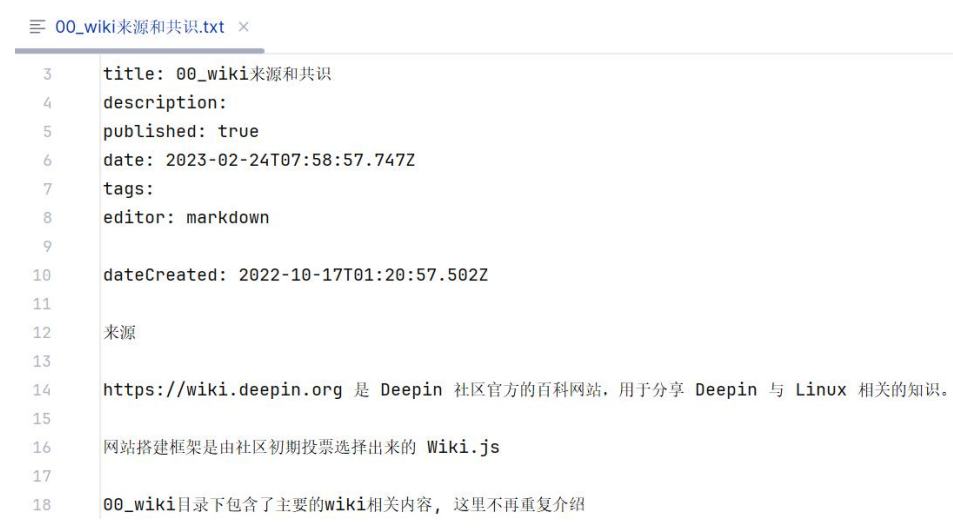 00_wiki来源和共识.txt ×
3 title: 00_wiki来源和共识
4 description:
5 published: true
6 date: 2023-02-24T07:58:57.747Z
7 tags:
8 editor: markdown
9
10 dateCreated: 2022-10-17T01:20:57.502Z
11
12 来源
13
14 https://wiki.deepin.org 是 Deepin 社区官方的百科网站，用于分享 Deepin 与 Linux 相关的知识。
15
16 网站搭建框架是由社区初期投票选择出来的 Wiki.js
17
18 00_wiki目录下包含了主要的wiki相关内容, 这里不再重复介绍